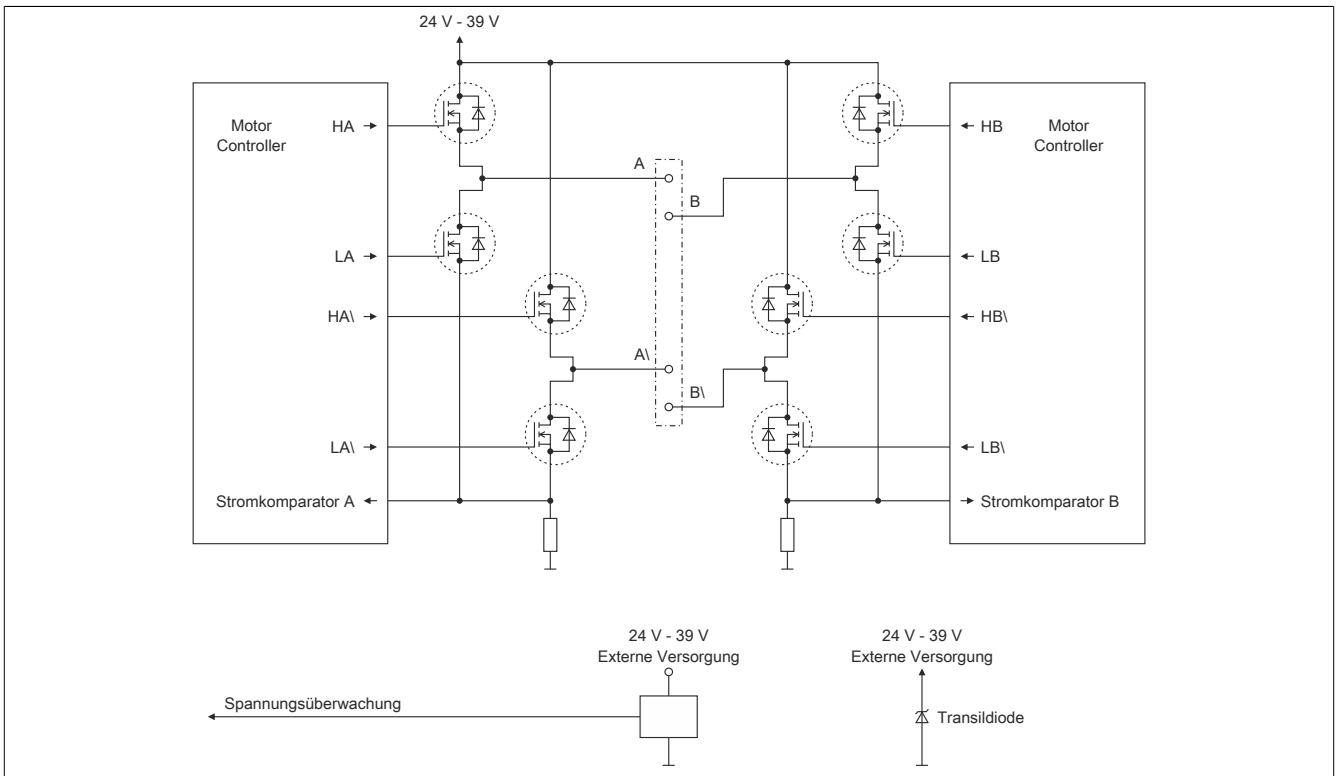 24 V - 39 V
Motor
Controller
HA
LA
HA\
LA\
Stromkomparator A
A
B
A\
B\
Motor
Controller
HB
LB
HB\
LB\
Stromkomparator B
24 V - 39 V
Externe Versorgung
Spannungsüberwachung
24 V - 39 V
Externe Versorgung
Transildiode